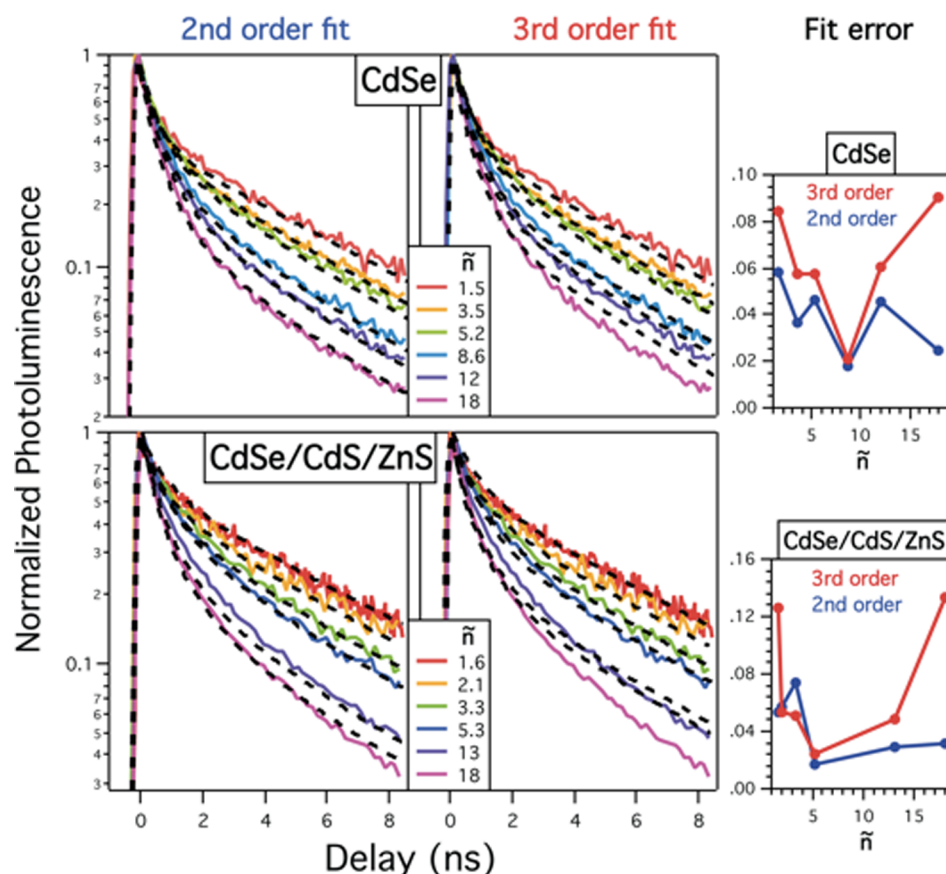 2nd order fit
3rd order fit
Fit error
Normalized Photoluminescence
1
7
6
5
4
3
2
0.1
7
6
5
4
3
2
CdSe
ñ
1.5
3.5
5.2
8.6
12
18
CdSe
.10
.08
.06
.04
.02
.00
3rd order
2nd order
5 10 15
ñ
1
7
6
5
4
3
2
0.1
7
6
5
4
3
CdSe/CdS/ZnS
ñ
1.6
2.1
3.3
5.3
13
18
0 2 4 6 8
0 2 4 6 8
Delay (ns)
CdSe/CdS/ZnS
.16
.12
.08
.04
.00
3rd order
2nd order
5 10 15
ñ